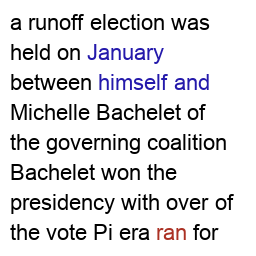 a runoff election was
held on January
between himself and
Michelle Bachelet of
the governing coalition
Bachelet won the
presidency with over of
the vote Pi era ran for